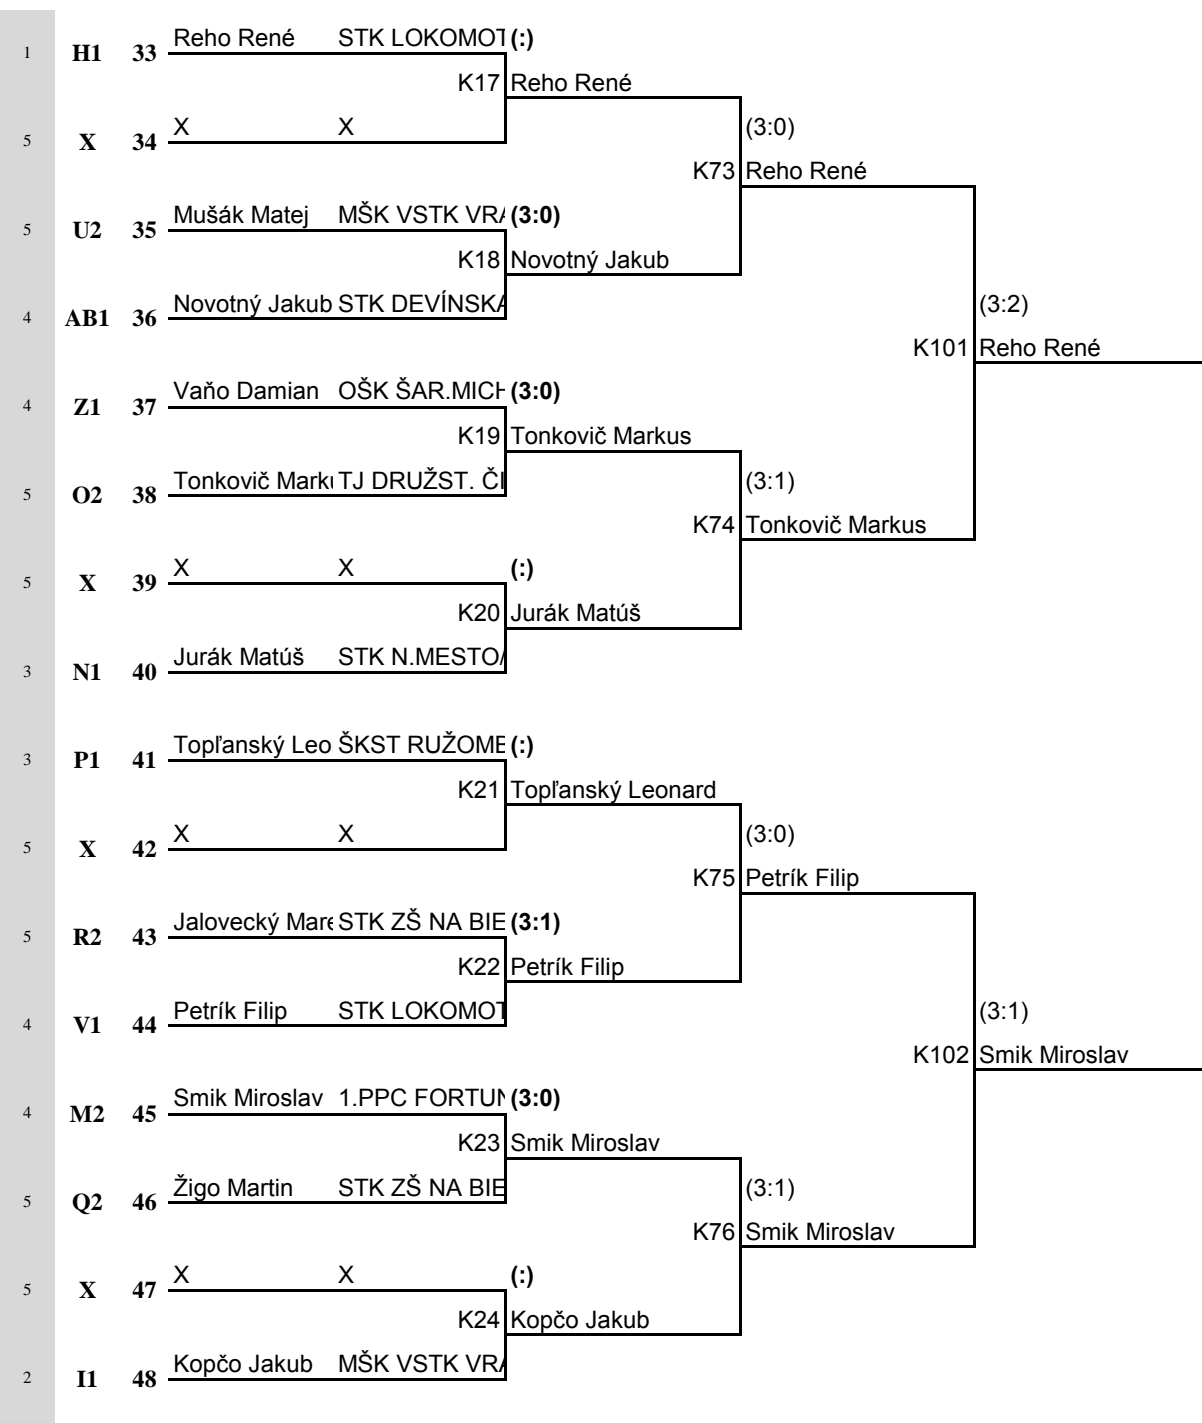 1 H1 33 Reho René STK LOKOMOT (:)
K17 Reho René
5 X 34 X X (3:0)
K73 Reho René
5 U2 35 Mušák Matej MŠK VSTK VRA (3:0)
K18 Novotný Jakub
4 AB1 36 Novotný Jakub STK DEVÍNSKA (3:2)
K101 Reho René
4 Z1 37 Vaňo Damian OŠK ŠAR.MICH (3:0)
K19 Tonkovič Markus
5 O2 38 Tonkovič Marku TJ DRUŽST. ČI (3:1)
K74 Tonkovič Markus
5 X 39 X X (:)
K20 Jurák Matúš
3 N1 40 Jurák Matúš STK N.MESTO/
3 P1 41 Topľanský Leo ŠKST RUŽOME (:)
K21 Topľanský Leonard
5 X 42 X X (3:0)
K75 Petrík Filip
5 R2 43 Jalovecký Mare STK ZŠ NA BIE (3:1)
K22 Petrík Filip
4 V1 44 Petrík Filip STK LOKOMOT (3:1)
K102 Smik Miroslav
4 M2 45 Smik Miroslav 1.PPC FORTUN (3:0)
K23 Smik Miroslav
5 Q2 46 Žigo Martin STK ZŠ NA BIE (3:1)
K76 Smik Miroslav
5 X 47 X X (:)
K24 Kopčo Jakub
2 I1 48 Kopčo Jakub MŠK VSTK VRA